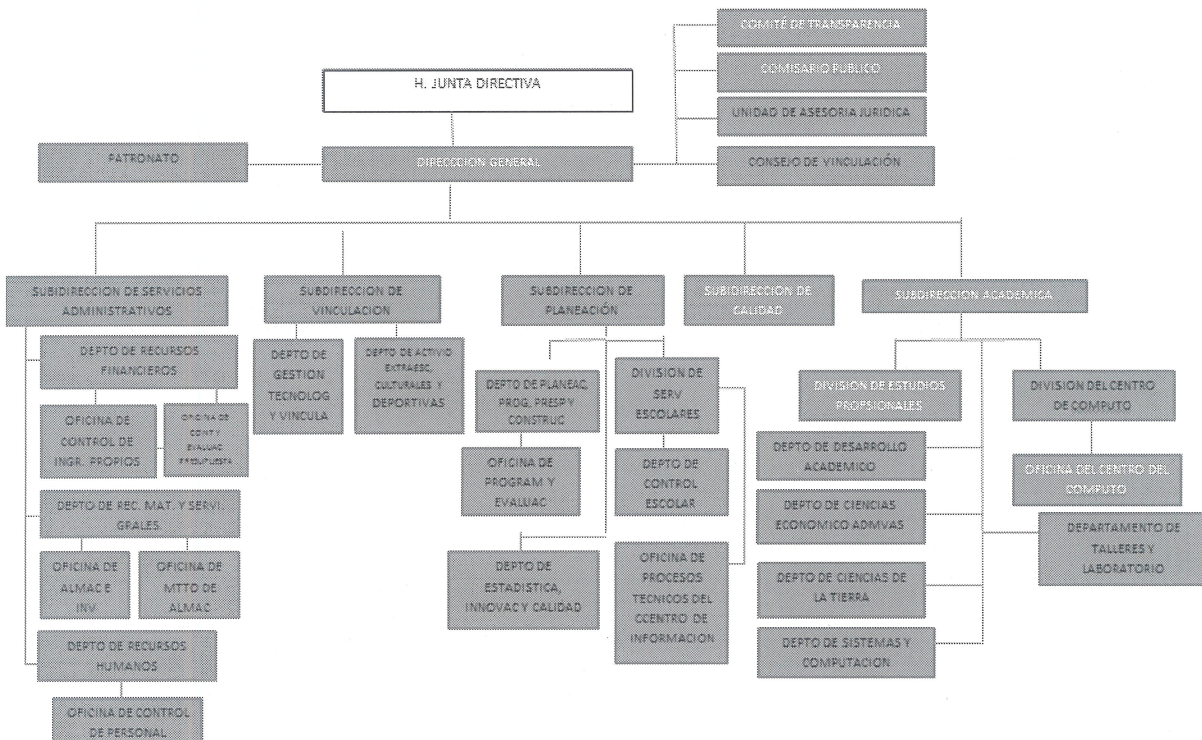 COMITÉ DE TRANSPARENCIA
COMISARIO PUBLICO
H. JUNTA DIRECTIVA
UNIDAD DE ASESORIA JURIDICA
PATRONATO
DIRECCCION GENERAL
CONSEJO DE VINCULACIÓN
SUBIDIRECCION DE SERVICIOS
ADMINISTRATIVOS
SUBDIRECCION DE
VINCULACION
SUBDIRECCION DE
PLANEACIÓN
SUBIDIRECCION DE
CALIDAD
SUBDIRECCION ACADEMICA
DEPTO DE RECURSOS
FINANCIEROS
OFICINA DE
CONTROL DE
INGR. PROPIOS
OFICINA DE
CONT Y
EVALUAC
PRESUPUESTA
DEPTO DE REC. MAT. Y SERVI.
GRALES.
OFICINA DE
ALMAC E
INV
OFICINA DE
MTTO DE
ALMAC
DEPTO DE RECURSOS
HUMANOS
OFICINA DE CONTROL
DE PERSONAL
DEPTO DE
GESTION
TECNOLOG
Y VINCULA
DEPTO DE ACTIVIO
EXTRAESC,
CULTURALES Y
DEPORTIVAS
DEPTO DE PLANEAC,
PROG, PRESP Y
CONSTRUC
OFICINA DE
PROGRAM Y
EVALUAC
DIVISION DE
SERV
ESCOLARES
DEPTO DE
CONTROL
ESCOLAR
DEPTO DE
ESTADISTICA,
INNOVAC Y CALIDAD
OFICINA DE
PROCESOS
TECNICOS DEL
CCENTRO DE
INFORMACION
DIVISION DE ESTUDIOS
PROFSIONALES
DIVISION DEL CENTRO
DE COMPUTO
DEPTO DE DESARROLLO
ACADEMICO
OFICINA DEL CENTRO DEL
COMPUTO
DEPTO DE CIENCIAS
ECONOMICO ADMVAS
DEPARTAMENTO DE
TALLERES Y
LABORATORIO
DEPTO DE CIENCIAS DE
LA TIERRA
DEPTO DE SISTEMAS Y
COMPUTACION